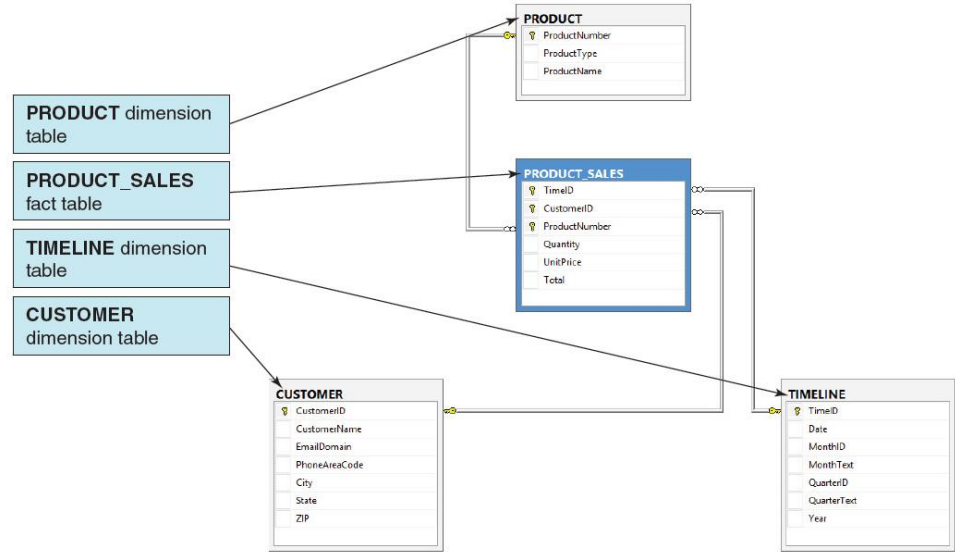 PRODUCT
ProductNumber
ProductType
ProductName
PRODUCT dimension
table
PRODUCT_SALES
fact table
TIMELINE dimension
table
CUSTOMER
dimension table
PRODUCT_SALES
TimeID
CustomerID
ProductNumber
Quantity
UnitPrice
Total
CUSTOMER
CustomerID
CustomerName
EmailDomain
PhoneAreaCode
City
State
ZIP
TIMELINE
TimeID
Date
MonthID
MonthText
QuarterID
QuarterText
Year